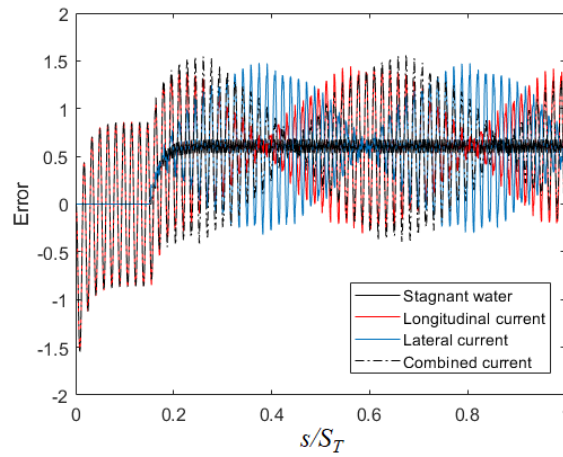 2
1.5
1
0.5
0
-0.5
-1
-1.5
-2
Error
Stagnant water
Longitudinal current
Lateral current
Combined current
0 0.2 0.4 0.6 0.8 1
s/S_T